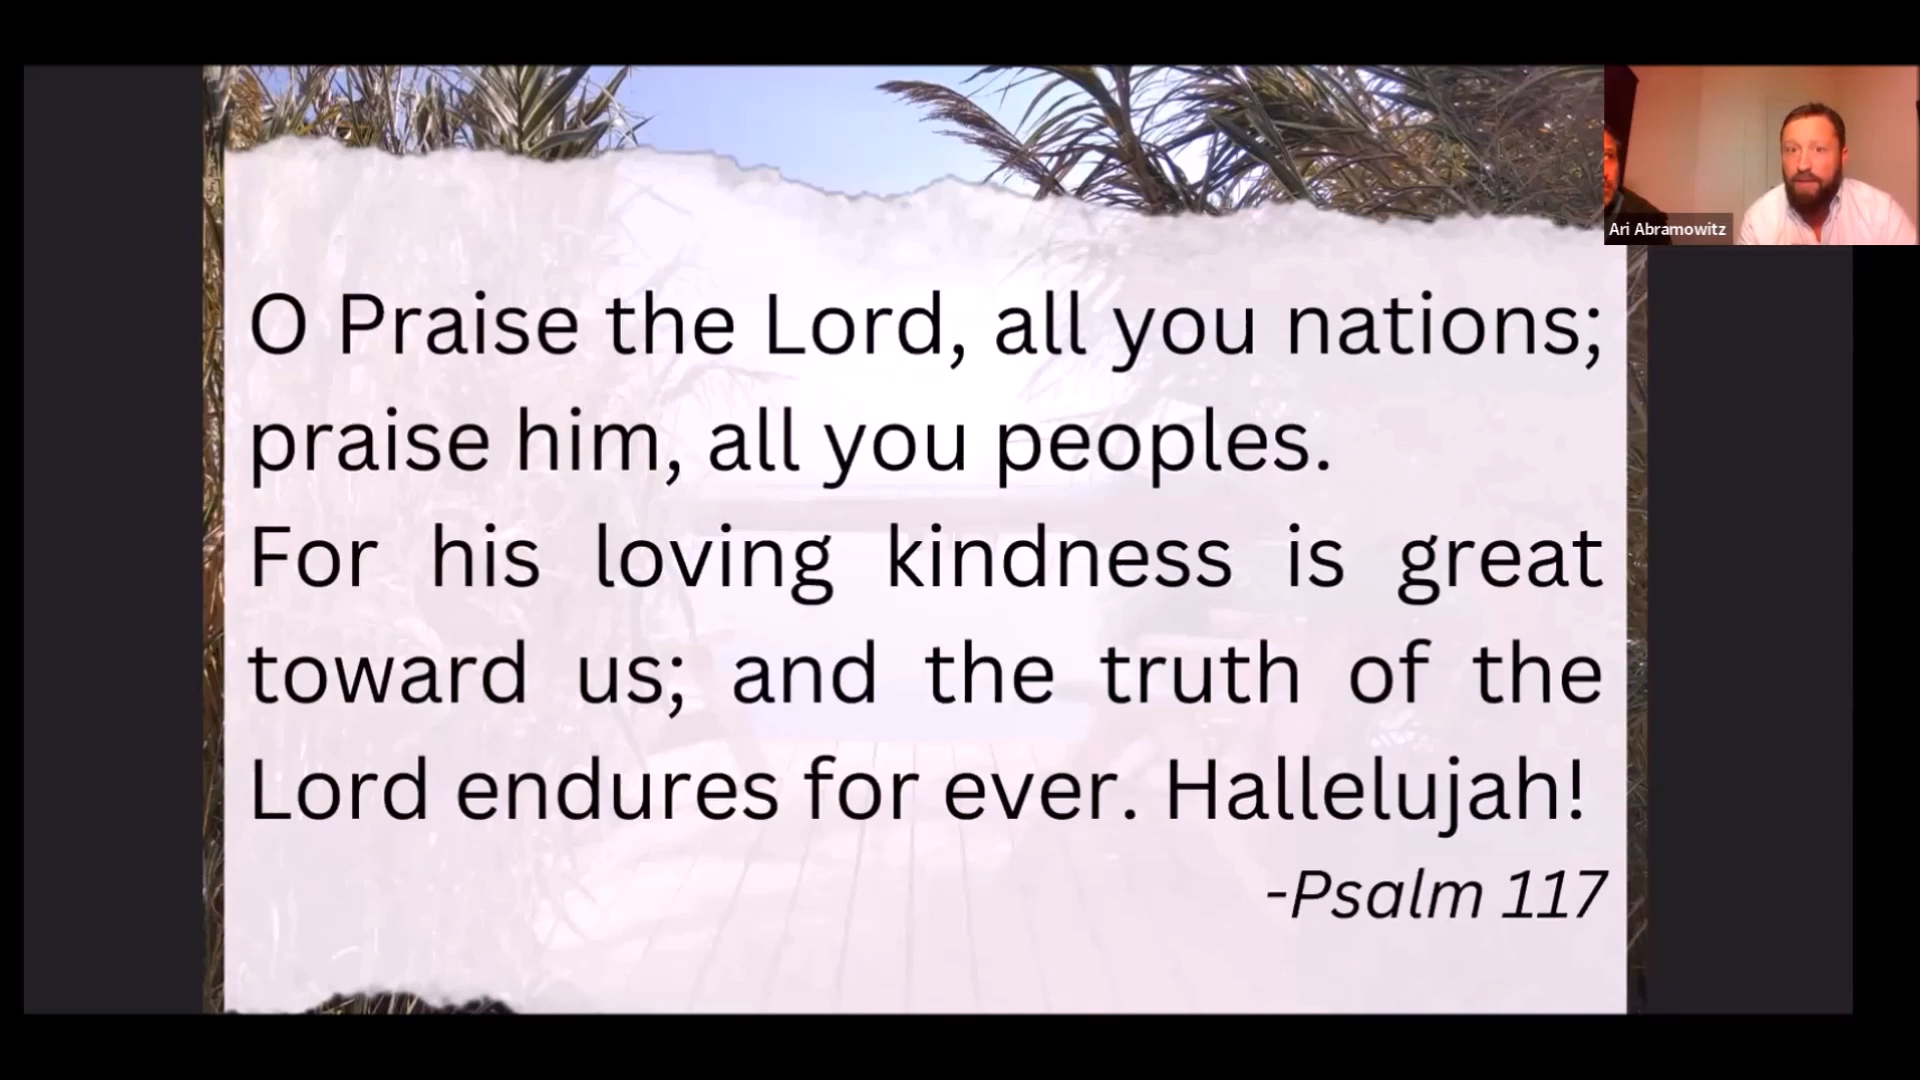 Ari Abramowitz
O Praise the Lord, all you nations;
praise him, all you peoples.
For his loving kindness is great
toward us; and the truth of the
Lord endures for ever. Hallelujah!
-Psalm 117